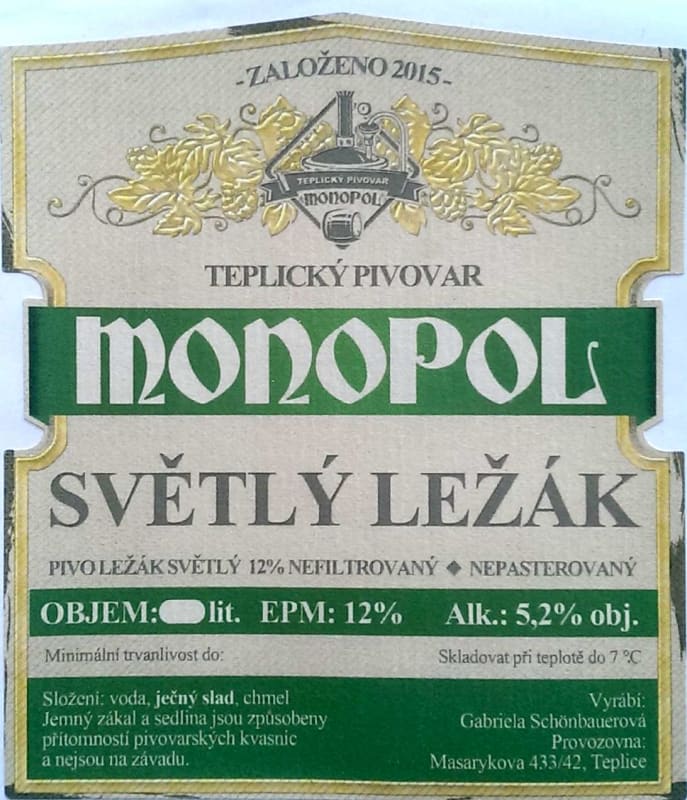 -ZALOŽENO 2015-
TEPLICKÝ PIVOVAR
MONOPOL
TEPLICKÝ PIVOVAR
MONOPOL
SVĚTLÝ LEŽÁK
PIVO LEŽÁK SVĚTLÝ 12% NEFILTROVANÝ ◆ NEPASTEROVANÝ
OBJEM: lit. EPM: 12% Alk.: 5,2% obj.
Minimální trvanlivost do: Skladovat při teplotě do 7 °C
Složení: voda, ječný slad, chmel
Jemný zákal a sedlina jsou způsobeny
přítomností pivovarských kvasnic
a nejsou na závadu.
Vyrábí:
Gabriela Schönbauerová
Provozovna:
Masarykova 433/42, Teplice